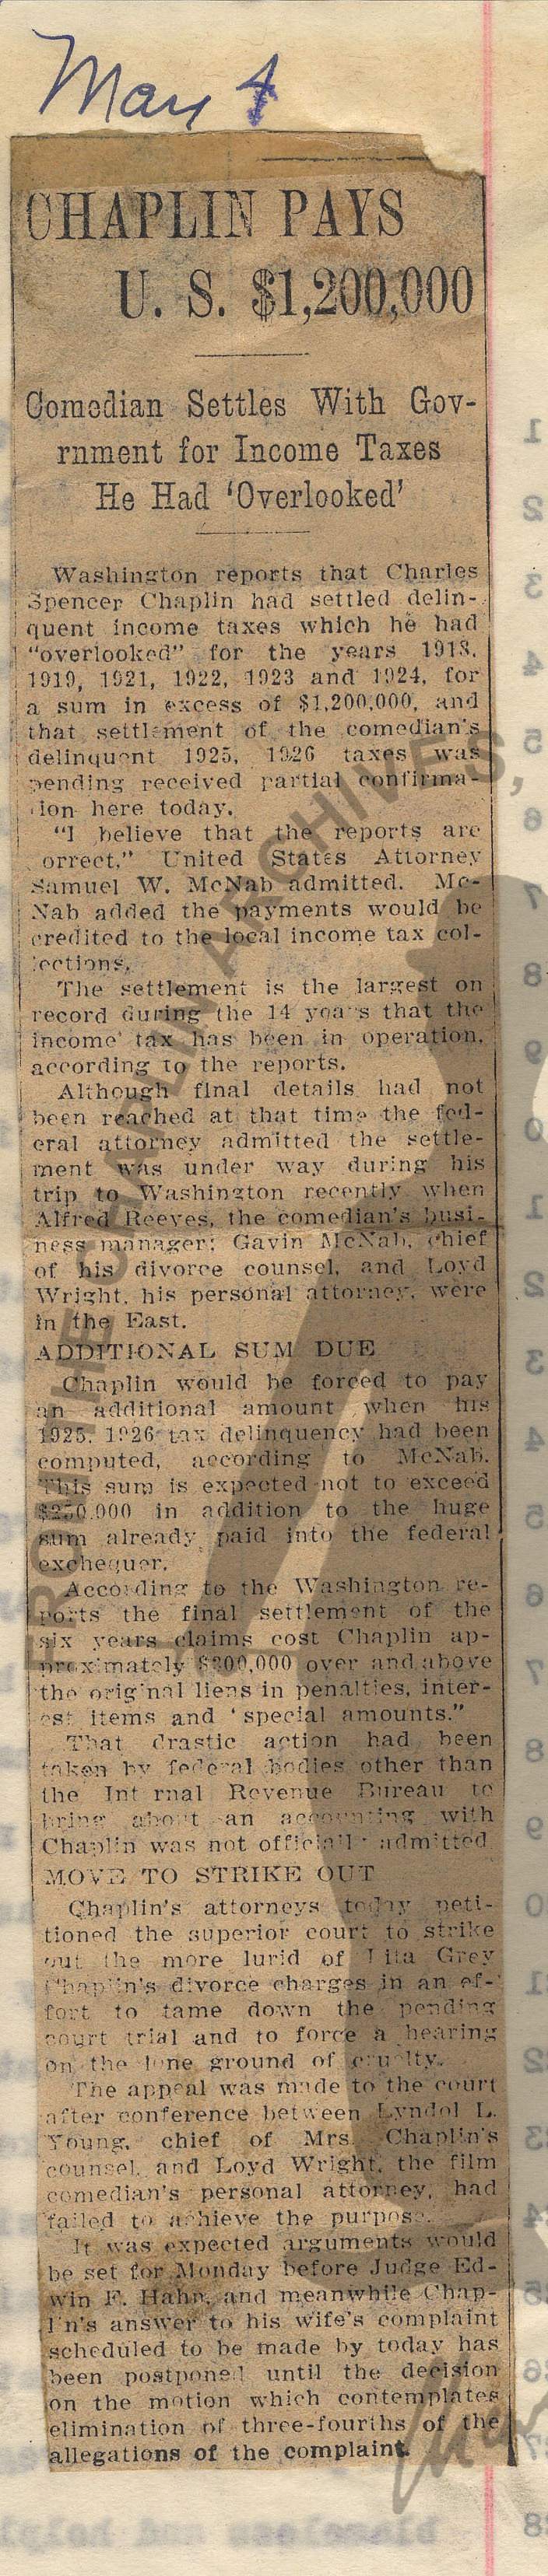 May 4
CHAPLIN PAYS
U. S. $1,200,000
Comedian Settles With Gov-
rnment for Income Taxes
He Had ‘Overlooked’
Washington reports that Charles
Spencer Chaplin had settled delin-
quent income taxes which he had
“overlooked” for the years 1918,
1919, 1921, 1922, 1923 and 1924, for
a sum in excess of $1,200,000, and
that settlement of the comedian's
delinquent 1925, 1926 taxes was
pending received partial confirma-
ion here today.
“I believe that the reports are
orrect,” United States Attorney
Samuel W. McNab admitted. Mc-
Nab added the payments would be
credited to the local income tax col-
lections.
The settlement is the largest on
record during the 14 years that the
income tax has been in operation,
according to the reports.
Although final details had not
been reached at that time the fed-
eral attorney admitted the settle-
ment was under way during his
trip to Washington recently when
Alfred Reeves, the comedian's busi-
ness manager; Gavin McNab, chief
of his divorce counsel, and Loyd
Wright, his personal attorney, were
in the East.
ADDITIONAL SUM DUE
Chaplin would be forced to pay
an additional amount when his
1925, 1926 tax delinquency had been
computed, according to McNab.
This sum is expected not to exceed
$250,000 in addition to the huge
sum already paid into the federal
exchequer.
According to the Washington re-
ports the final settlement of the
six years claims cost Chaplin ap-
proximately $200,000 over and above
the original liens in penalties, inter-
est items and ‘special amounts.”
That drastic action had been
taken by federal bodies other than
the Int rnal Revenue Bureau to
bring about an accounting with
Chaplin was not officially admitted
MOVE TO STRIKE OUT
Chaplin's attorneys today peti-
tioned the superior court to strike
out the more lurid of Lita Grey
Chaplin's divorce charges in an ef-
fort to tame down the pending
court trial and to force a hearing
on the lone ground of cruelty.
The appeal was made to the court
after conference between Lyndol L.
Young, chief of Mrs. Chaplin's
counsel, and Loyd Wright, the film
comedian's personal attorney, had
failed to achieve the purpose.
It was expected arguments would
be set for Monday before Judge Ed-
win F. Hahn, and meanwhile Chap-
l n's answer to his wife's complaint
scheduled to be made by today has
been postponed until the decision
on the motion which contemplates
elimination of three-fourths of the
allegations of the complaint.